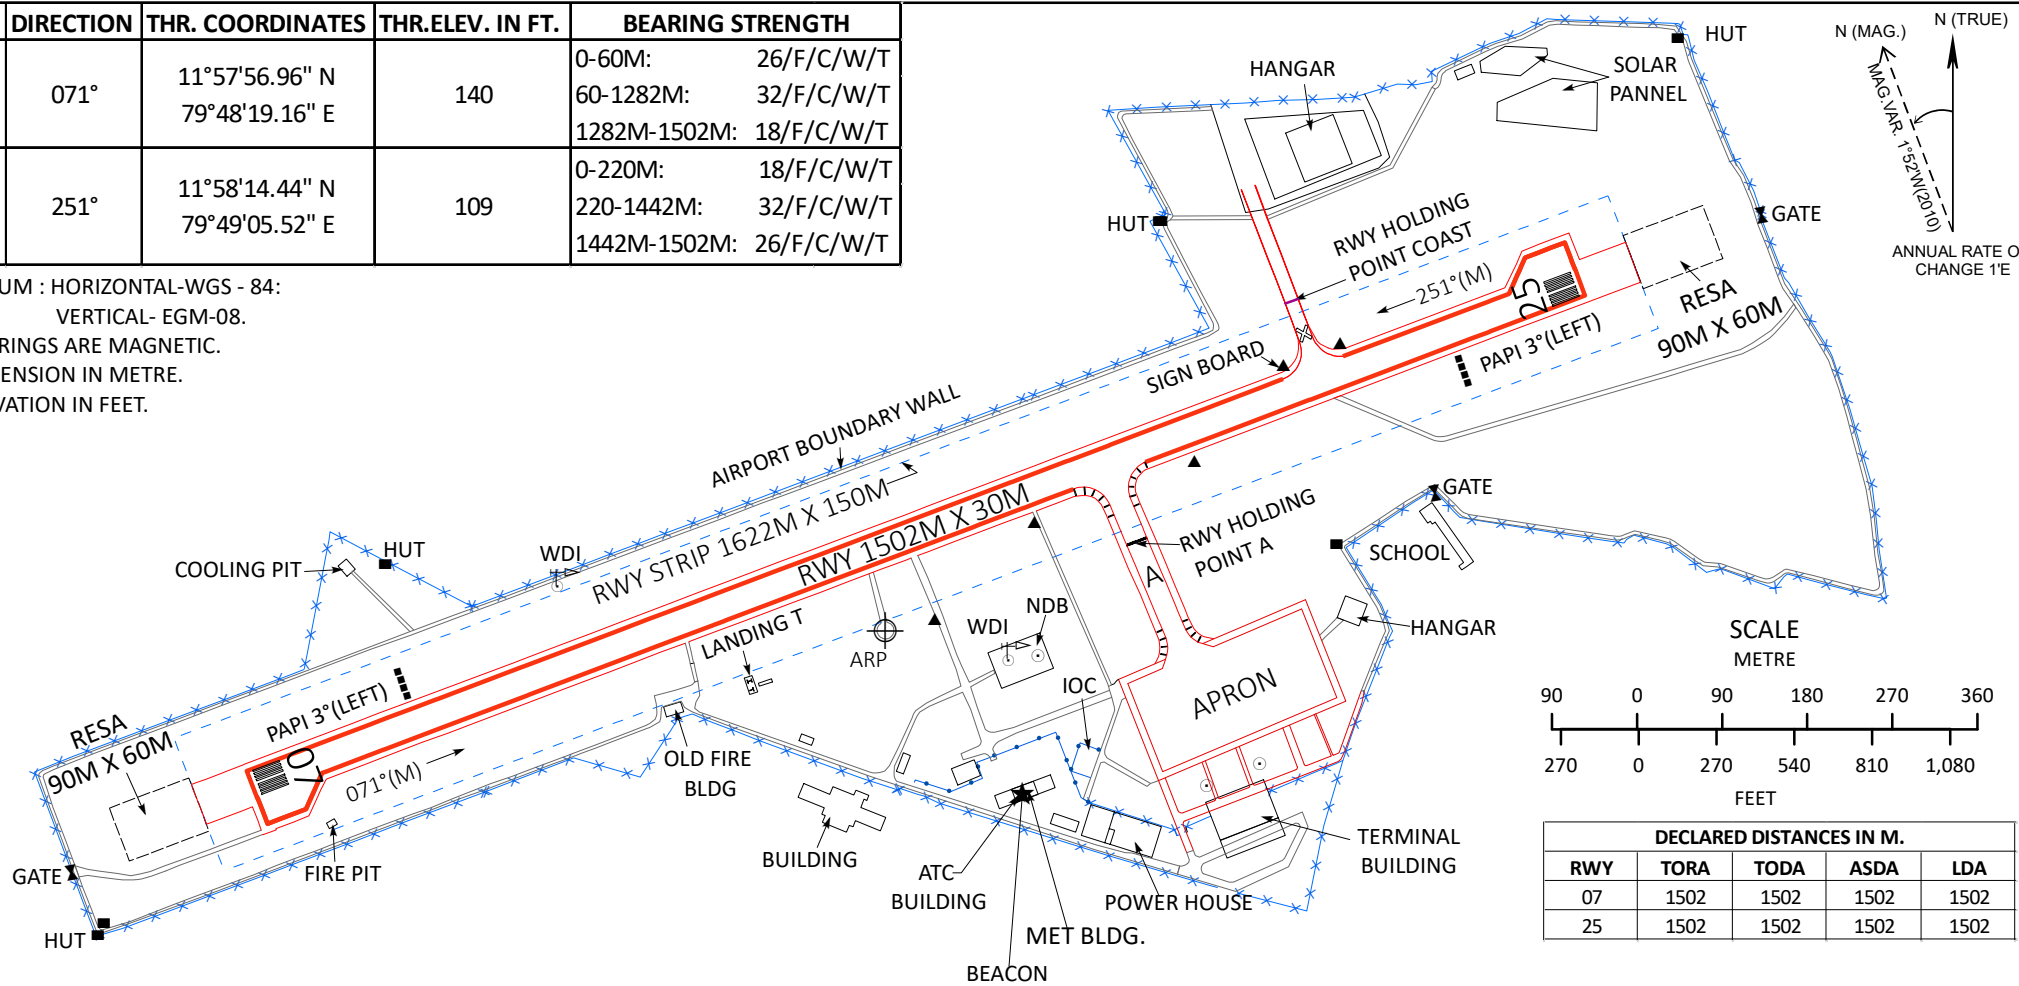 DIRECTION THR. COORDINATES THR.ELEV. IN FT. BEARING STRENGTH
071° 11°57'56.96" N 79°48'19.16" E 140
0-60M: 26/F/C/W/T
60-1282M: 32/F/C/W/T
1282M-1502M: 18/F/C/W/T
251° 11°58'14.44" N 79°49'05.52" E 109
0-220M: 18/F/C/W/T
220-1442M: 32/F/C/W/T
1442M-1502M: 26/F/C/W/T
UM : HORIZONTAL-WGS - 84:
VERTICAL- EGM-08.
RINGS ARE MAGNETIC.
ENSION IN METRE.
VATION IN FEET.
N (MAG.)
N (TRUE)
MAG.VAR. 1°52'W(2010)
ANNUAL RATE O
CHANGE 1'E
HUT
SOLAR
PANNEL
HANGAR
HUT
GATE
RWY HOLDING
POINT COAST
251°(M)
25
RESA
90M X 60M
PAPI 3°(LEFT)
SIGN BOARD
AIRPORT BOUNDARY WALL
RWY STRIP 1622M X 150M
RWY 1502M X 30M
GATE
SCHOOL
RWY HOLDING
POINT A
A
HUT
COOLING PIT
WDI
LANDING T
ARP
WDI
NDB
IOC
HANGAR
APRON
PAPI 3°(LEFT)
RESA
90M X 60M
07
071°(M)
OLD FIRE
BLDG
FIRE PIT
GATE
HUT
BUILDING
ATC
BUILDING
BEACON
MET BLDG.
POWER HOUSE
TERMINAL
BUILDING
SCALE
METRE
90 0 90 180 270 360
270 0 270 540 810 1,080
FEET
DECLARED DISTANCES IN M.
RWY TORA TODA ASDA LDA
07 1502 1502 1502 1502
25 1502 1502 1502 1502